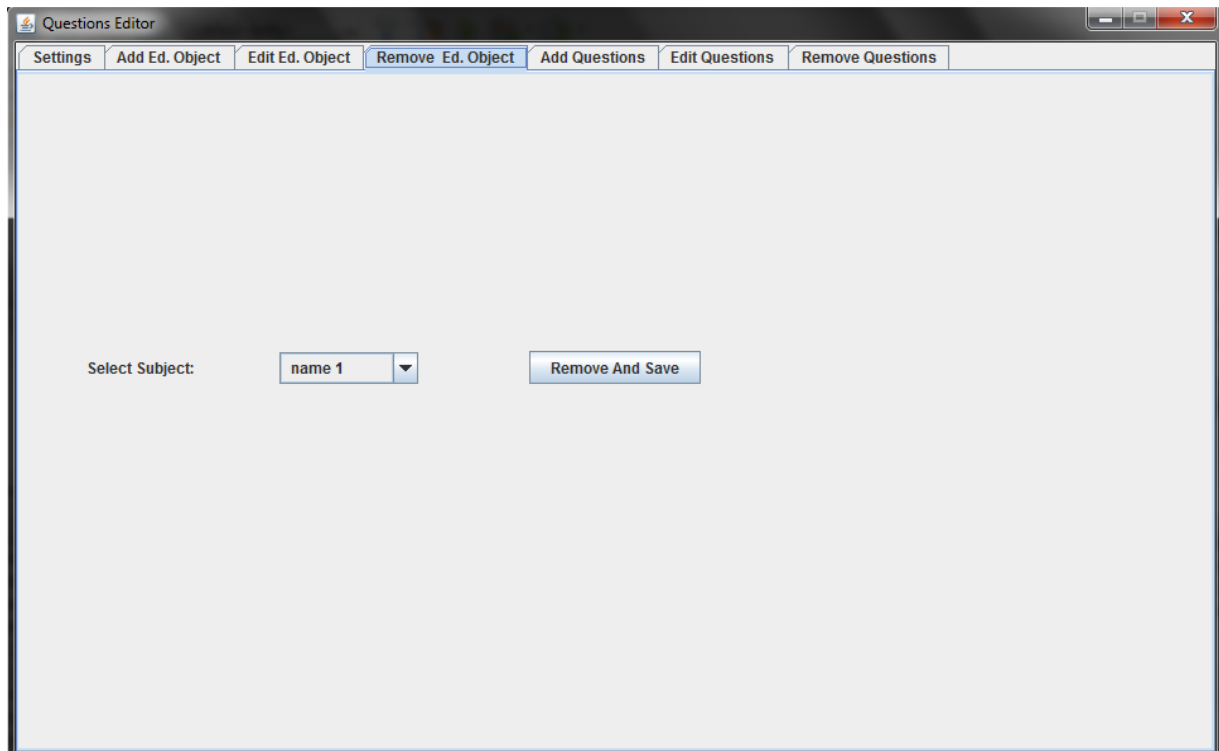 Questions Editor
Settings Add Ed. Object Edit Ed. Object Remove Ed. Object Add Questions Edit Questions Remove Questions
Select Subject: name 1 Remove And Save